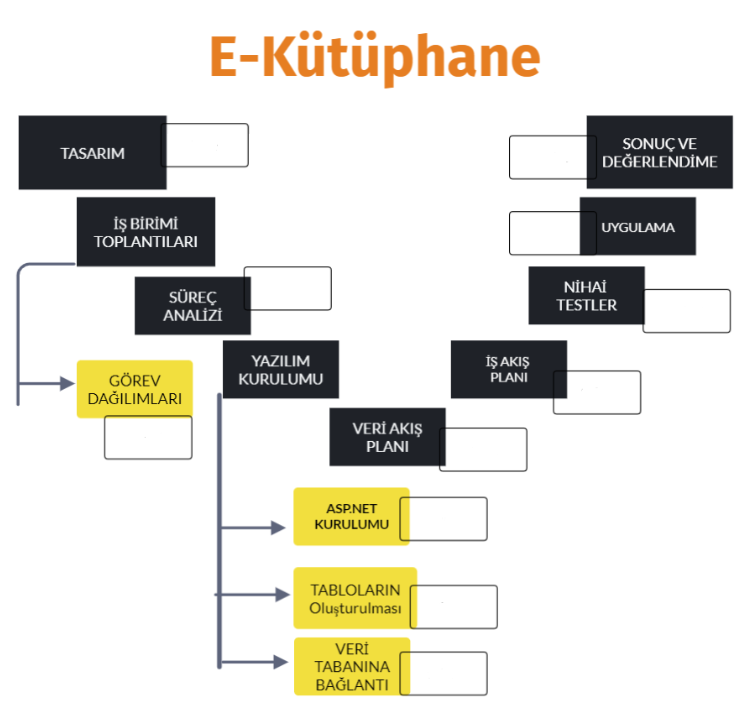 E-Kütüphane
TASARIM
SONUÇ VE
DEĞERLENDİME
İŞ BİRİMİ
TOPLANTILARI
UYGULAMA
SÜREÇ
ANALİZİ
NİHAİ
TESTLER
YAZILIM
KURULUMU
İŞ AKIŞ
PLANI
GÖREV
DAĞILIMLARI
VERİ AKIŞ
PLANI
ASP.NET
KURULUMU
TABLOLARIN
Oluşturulması
VERİ
TABANINA
BAĞLANTI